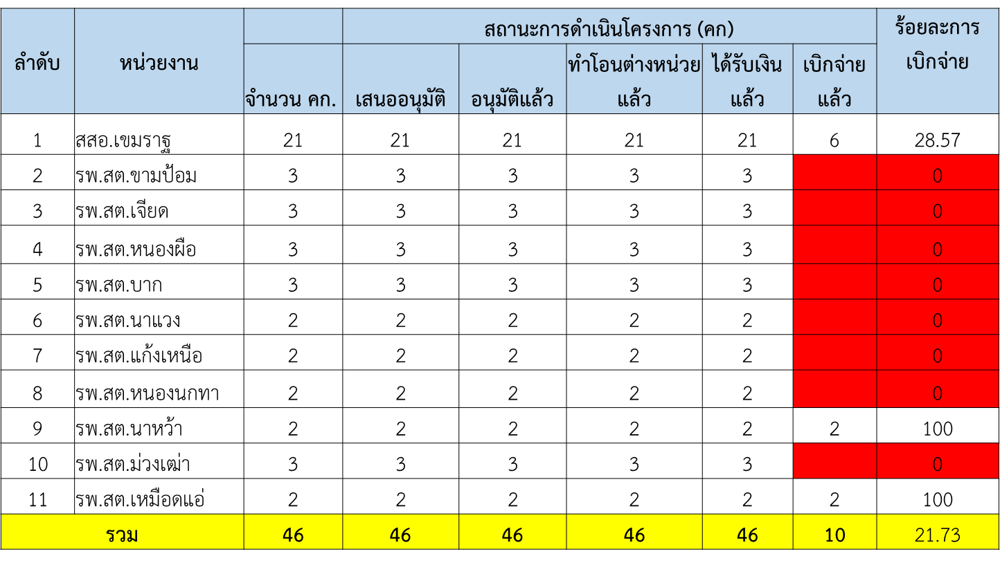 ลำดับ หน่วยงาน จำนวน คก. สถานะการดำเนินโครงการ (คก) ร้อยละการ
เบิกจ่าย
เสนออนุมัติ อนุมัติแล้ว ทำโอนต่างหน่วย ได้รับเงิน เบิกจ่าย
แล้ว แล้ว แล้ว
1 สสอ.เขมราฐ 21 21 21 21 21 6 28.57
2 รพ.สต.ขามป้อม 3 3 3 3 3 0
3 รพ.สต.เจียด 3 3 3 3 3 0
4 รพ.สต.หนองผือ 3 3 3 3 3 0
5 รพ.สต.บาก 3 3 3 3 3 0
6 รพ.สต.นาแวง 2 2 2 2 2 0
7 รพ.สต.แก้งเหนือ 2 2 2 2 2 0
8 รพ.สต.หนองนกทา 2 2 2 2 2 0
9 รพ.สต.นาหว้า 2 2 2 2 2 2 100
10 รพ.สต.ม่วงเฒ่า 3 3 3 3 3 0
11 รพ.สต.เหมือดแอ่ 2 2 2 2 2 2 100
รวม 46 46 46 46 46 10 21.73